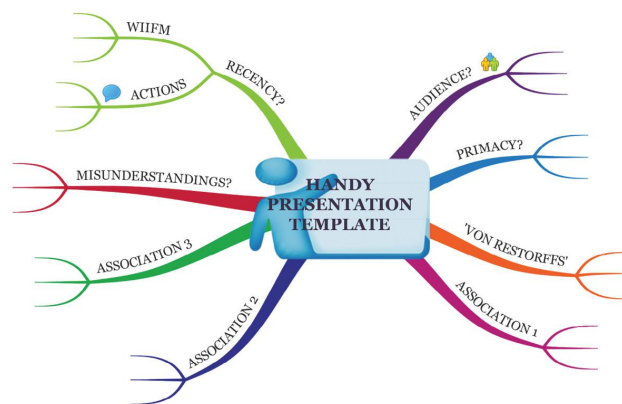 HANDY
PRESENTATION
TEMPLATE
AUDIENCE?
PRIMACY?
'VON RESTORFFS'
ASSOCIATION 1
ASSOCIATION 2
ASSOCIATION 3
MISUNDERSTANDINGS?
RECENCY?
ACTIONS
WIIFM